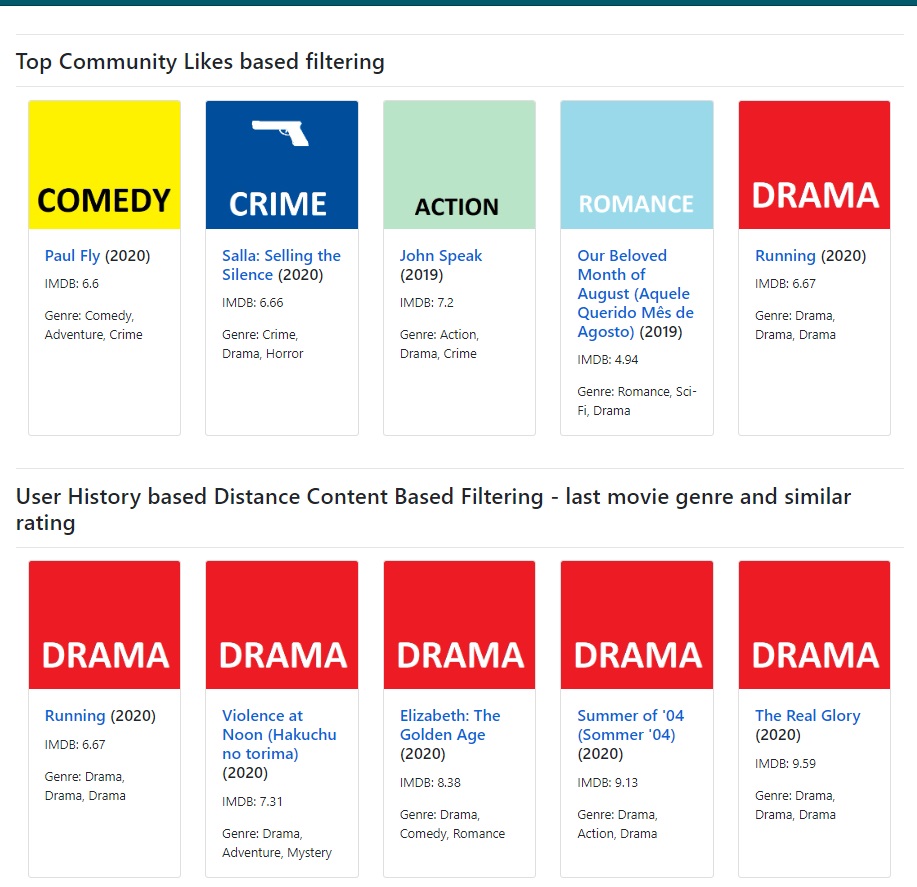 Top Community Likes based filtering
COMEDY
Paul Fly (2020)
IMDB: 6.6
Genre: Comedy,
Adventure, Crime
CRIME
Salla: Selling the
Silence (2020)
IMDB: 6.66
Genre: Crime,
Drama, Horror
ACTION
John Speak
(2019)
IMDB: 7.2
Genre: Action,
Drama, Crime
ROMANCE
Our Beloved
Month of
August (Aquele
Querido Mês de
Agosto) (2019)
IMDB: 4.94
Genre: Romance, Sci-
Fi, Drama
DRAMA
Running (2020)
IMDB: 6.67
Genre: Drama,
Drama, Drama
User History based Distance Content Based Filtering - last movie genre and similar
rating
DRAMA
Running (2020)
IMDB: 6.67
Genre: Drama,
Drama, Drama
DRAMA
Violence at
Noon (Hakuchu
no torima)
(2020)
IMDB: 7.31
Genre: Drama,
Adventure, Mystery
DRAMA
Elizabeth: The
Golden Age
(2020)
IMDB: 8.38
Genre: Drama,
Comedy, Romance
DRAMA
Summer of '04
(Sommer '04)
(2020)
IMDB: 9.13
Genre: Drama,
Action, Drama
DRAMA
The Real Glory
(2020)
IMDB: 9.59
Genre: Drama,
Drama, Drama